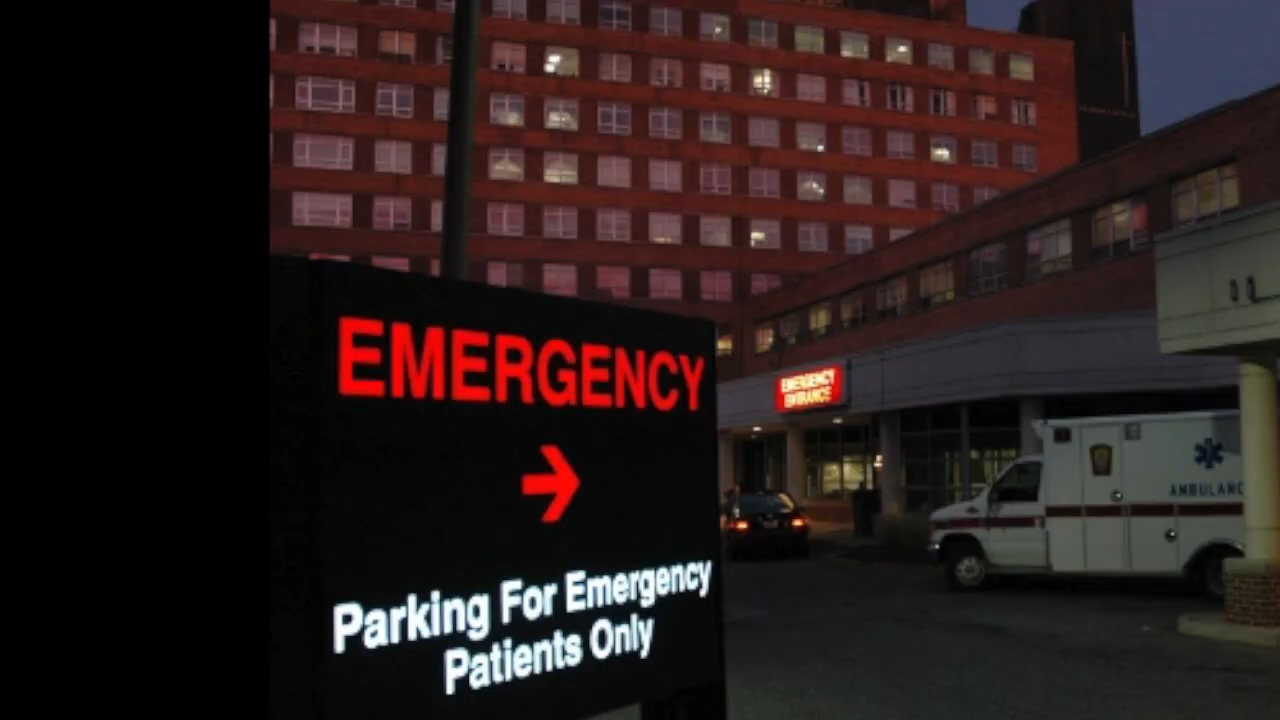 EMERGENCY
Parking For Emergency
Patients Only
EMERGENCY
ENTRANCE
AMBULANC